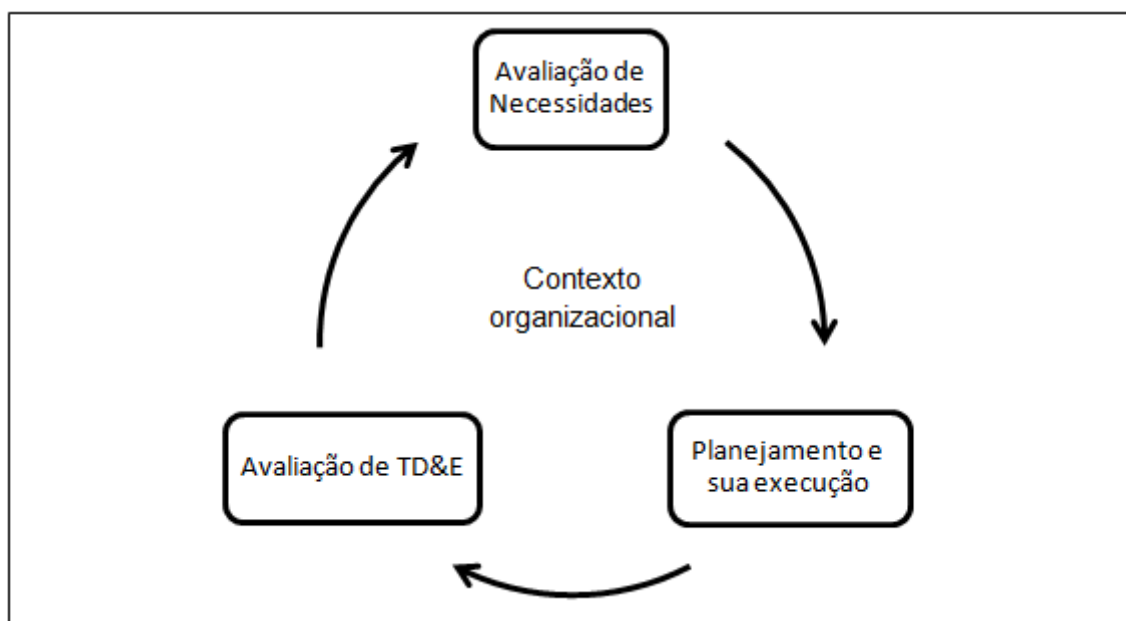 Avaliação de
Necessidades
Contexto
organizacional
Avaliação de TD&E
Planejamento e
sua execução